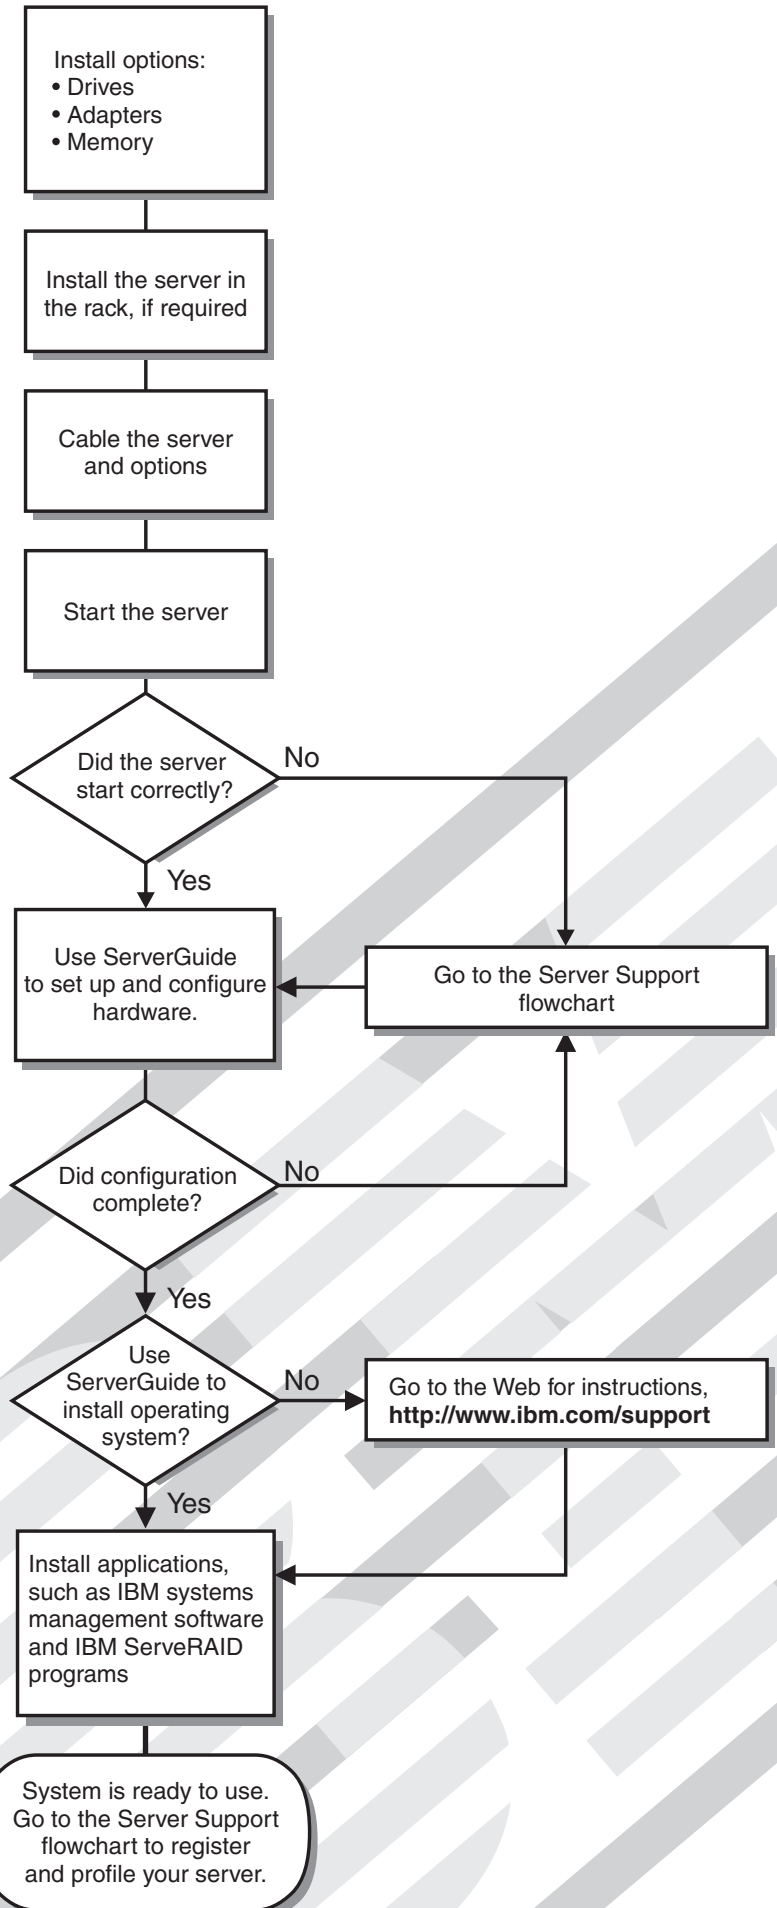 Install options:
• Drives
• Adapters
• Memory
Install the server in
the rack, if required
Cable the server
and options
Start the server
Did the server
start correctly?
No
Yes
Use ServerGuide
to set up and configure
hardware.
Go to the Server Support
flowchart
Did configuration
complete?
No
Yes
Use
ServerGuide to
install operating
system?
No
Go to the Web for instructions,
http://www.ibm.com/support
Yes
Install applications,
such as IBM systems
management software
and IBM ServeRAID
programs
System is ready to use.
Go to the Server Support
flowchart to register
and profile your server.